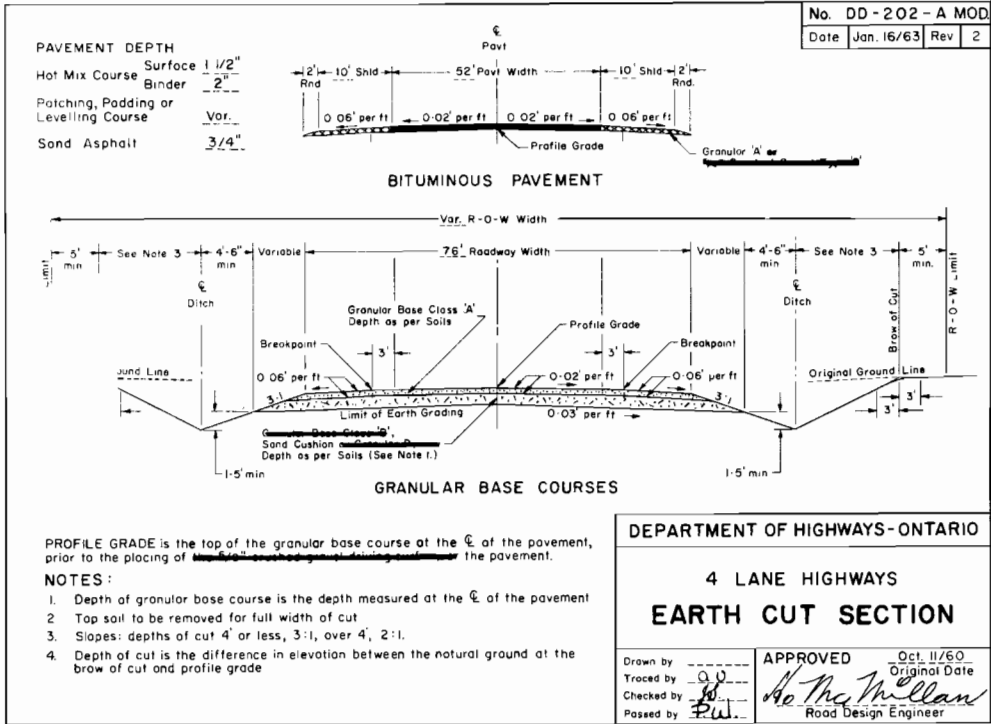 No. DD-202-A MOD.
Date Jan. 16/63 Rev 2
PAVEMENT DEPTH
Hot Mix Course Surface 1 1/2"
Binder 2"
Patching, Padding or
Levelling Course Var.
Sand Asphalt 3/4"
℄
Pavt
2' 10' Shld 52' Pavt Width 10' Shld 2'
Rnd Rnd.
0 06' per ft 0·02' per ft 0 02' per ft 0 06' per ft
Profile Grade
Granular 'A' or
BITUMINOUS PAVEMENT
Var. R-O-W Width
5' min See Note 3 4'-6" min Variable 76' Roadway Width Variable 4'-6" min See Note 3 5' min.
Limit
℄
Ditch
℄
Ditch
Brow of Cut
R-O-W Limit
Granular Base Class 'A'
Depth as per Soils
Profile Grade
Breakpoint 3' 3' Breakpoint
und Line 0 06' per ft 0·02' per ft 0·06' per ft Original Ground Line
3:1 3:1
Limit of Earth Grading 0·03' per ft
3'
3'
Granular Base Class 'B',
Sand Cushion
Depth as per Soils (See Note 1.)
1·5' min 1·5' min
GRANULAR BASE COURSES
PROFILE GRADE is the top of the granular base course at the ℄ of the pavement,
prior to the placing of the pavement.
NOTES:
1. Depth of granular base course is the depth measured at the ℄ of the pavement
2 Top soil to be removed for full width of cut
3. Slopes: depths of cut 4' or less, 3:1, over 4', 2:1.
4. Depth of cut is the difference in elevation between the natural ground at the
brow of cut and profile grade
DEPARTMENT OF HIGHWAYS-ONTARIO
4 LANE HIGHWAYS
EARTH CUT SECTION
Drawn by
Traced by
Checked by
Passed by P.W.
APPROVED Oct. 11/60
Original Date
McMillan
Road Design Engineer